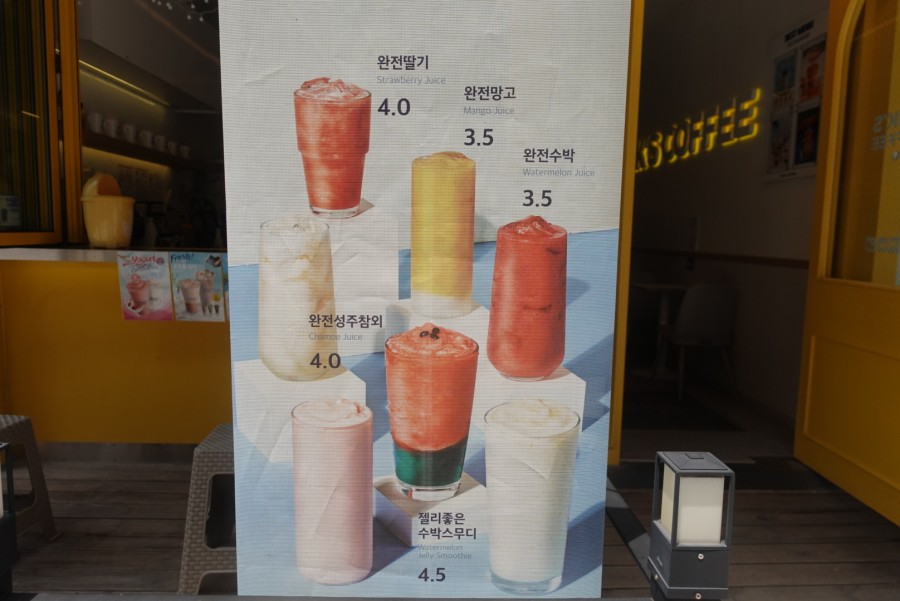 완전딸기
Strawberry Juice
4.0
완전망고
Mango Juice
3.5
완전수박
Watermelon Juice
3.5
완전성주참외
Chamoe Juice
4.0
젤리좋은
수박스무디
Watermelon
Jelly Smoothie
4.5
COFFEE